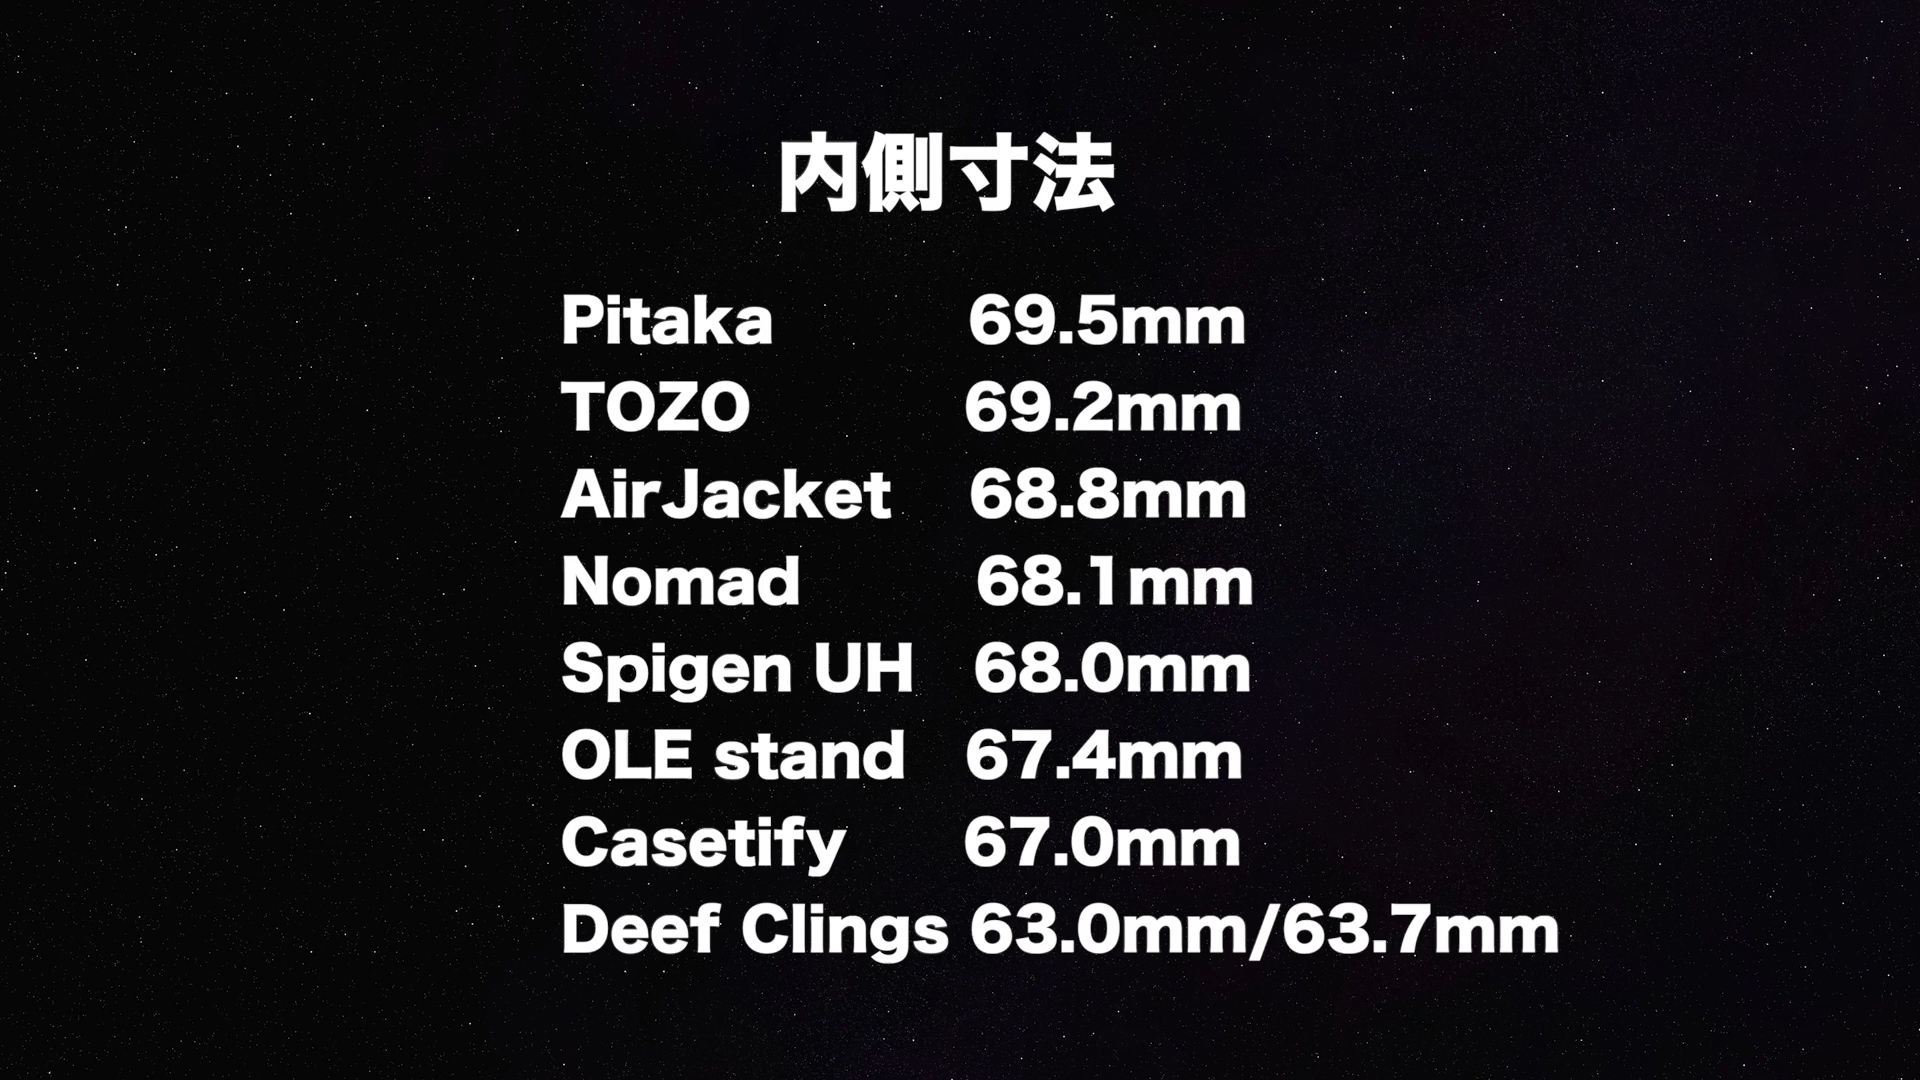 内側寸法
Pitaka 69.5mm
TOZO 69.2mm
AirJacket 68.8mm
Nomad 68.1mm
Spigen UH 68.0mm
OLE stand 67.4mm
Casetify 67.0mm
Deef Clings 63.0mm/63.7mm